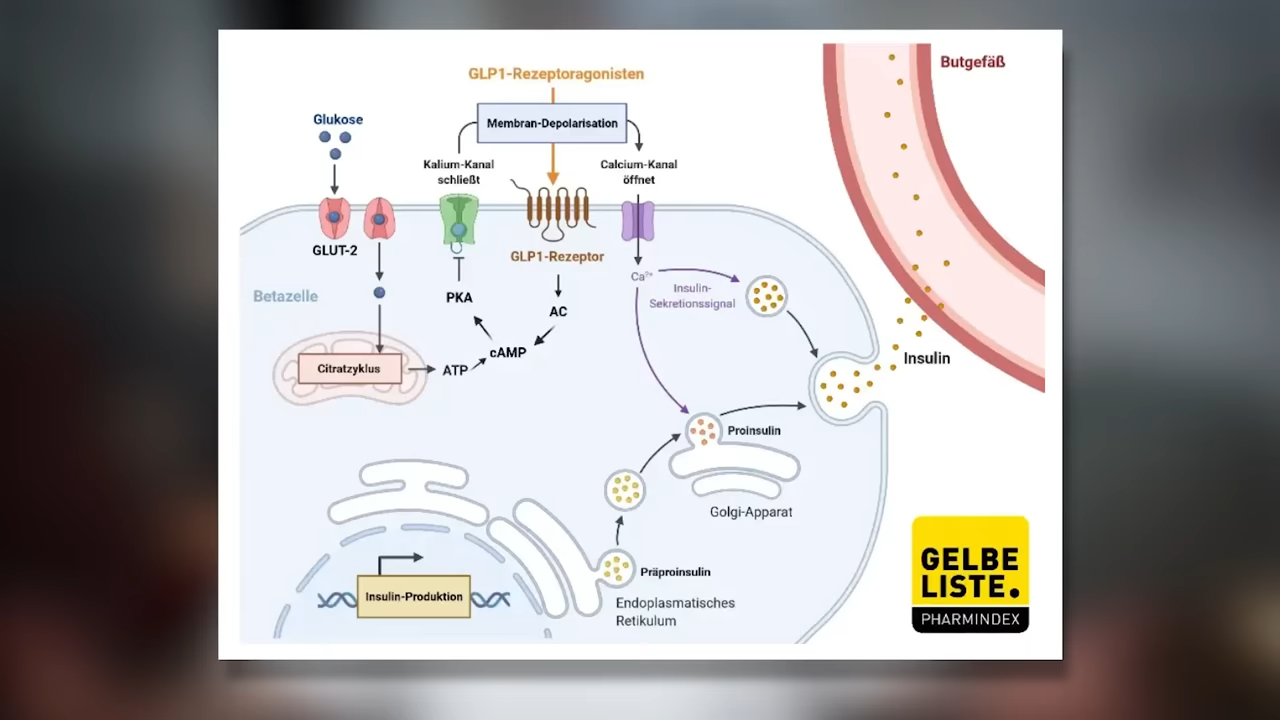 Butgefäß
GLP1-Rezeptoragonisten
Glukose
Membran-Depolarisation
Kalium-Kanal
schließt
Calcium-Kanal
öffnet
GLUT-2
GLP1-Rezeptor
Betazelle
PKA
AC
cAMP
ATP
Citratzyklus
Ca²⁺
Insulin-
Sekretionssignal
Insulin
Proinsulin
Golgi-Apparat
Präproinsulin
Endoplasmatisches
Retikulum
Insulin-Produktion
GELBE
LISTE.
PHARMINDEX